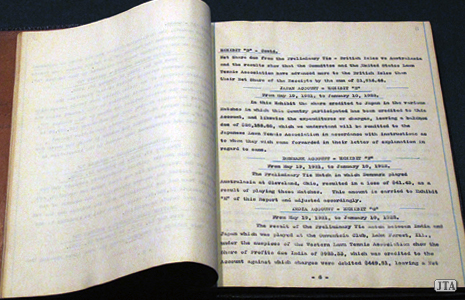 Net Share due from the Preliminary Tie - British Isles vs Australasia
and the results show that the Committee and the United States Lawn
Tennis Association have advanced more to the British Isles than
their Net Share of the Receipts by the sum of
JAPAN ACCOUNT - EXHIBIT "D"
From May 19, 1921, to January 10, 1922.
In this Exhibit the share credited to Japan in the various
Matches in which this country participated has been credited to this
Account, and likewise the expenditures or charges, leaving a balance
due of which we understand will be remitted to the
Japanese Lawn Tennis Association in accordance with instructions as
to when they wish same forwarded in their letter of explanation in
regard to same.
DENMARK ACCOUNT - EXHIBIT "F"
From May 19, 1921, to January 10, 1922.
The Preliminary Tie Match in which Denmark played
Australasia at Cleveland, Ohio, resulted in a loss of $41.45, as a
result of playing these Matches. This amount is carried to Exhibit
"G" of this Report and adjusted accordingly.
INDIA ACCOUNT - EXHIBIT
From May 19, 1921, to January 10, 1922.
The result of the Preliminary Tie match between India and
Japan which was played at the Onwentsia Club, Lake Forest, Ill.,
under the auspices of the Western Lawn Tennis Association show the
Share of Profits due India of which was credited to the
Account against which charges were debited $449.51, leaving a Net
- 6 -
JTA